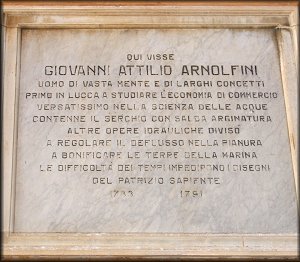 QUI VISSE
GIOVANNI ATTILIO ARNOLFINI
UOMO DI VASTA MENTE E DI LARGHI CONCETTI
PRIMO IN LUCCA A STUDIARE L'ECONOMIA DI COMMERCIO
VERSATISSIMO NELLA SCIENZA DELLE ACQUE
CONTENNE IL SERCHIO CON SALDA ARGINATURA
ALTRE OPERE IDRAULICHE DIVISÒ
A REGOLARE IL DEFLUSSO NELLA PIANURA
A BONIFICARE LE TERRE DELLA MARINA
LE DIFFICOLTÀ DEI TEMPI IMPEDIRONO I DISEGNI
DEL PATRIZIO SAPIENTE
1733 1791